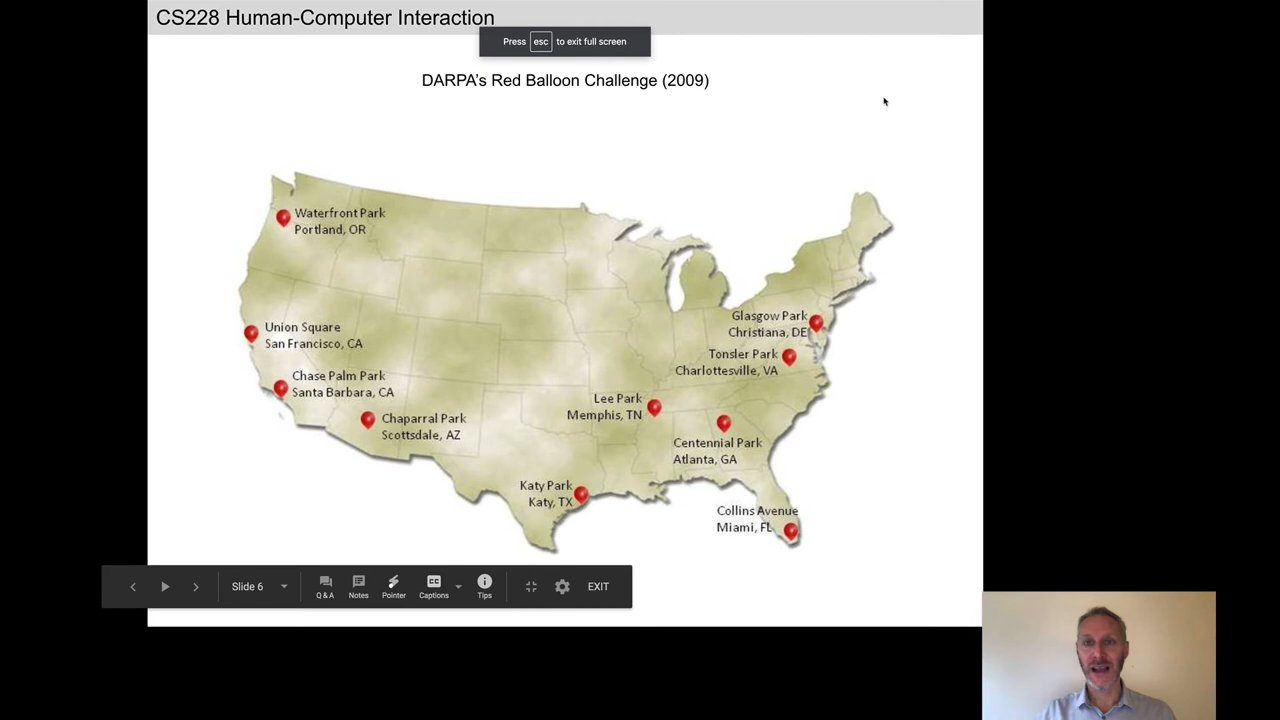 CS228 Human-Computer Interaction
Press esc to exit full screen
DARPA's Red Balloon Challenge (2009)
Waterfront Park
Portland, OR
Union Square
San Francisco, CA
Chase Palm Park
Santa Barbara, CA
Chaparral Park
Scottsdale, AZ
Glasgow Park
Christiana, DE
Tonsler Park
Charlottesville, VA
Lee Park
Memphis, TN
Centennial Park
Atlanta, GA
Katy Park
Katy, TX
Collins Avenue
Miami, FL
Slide 6
Q & A
Notes
Pointer
CC
Captions
Tips
EXIT